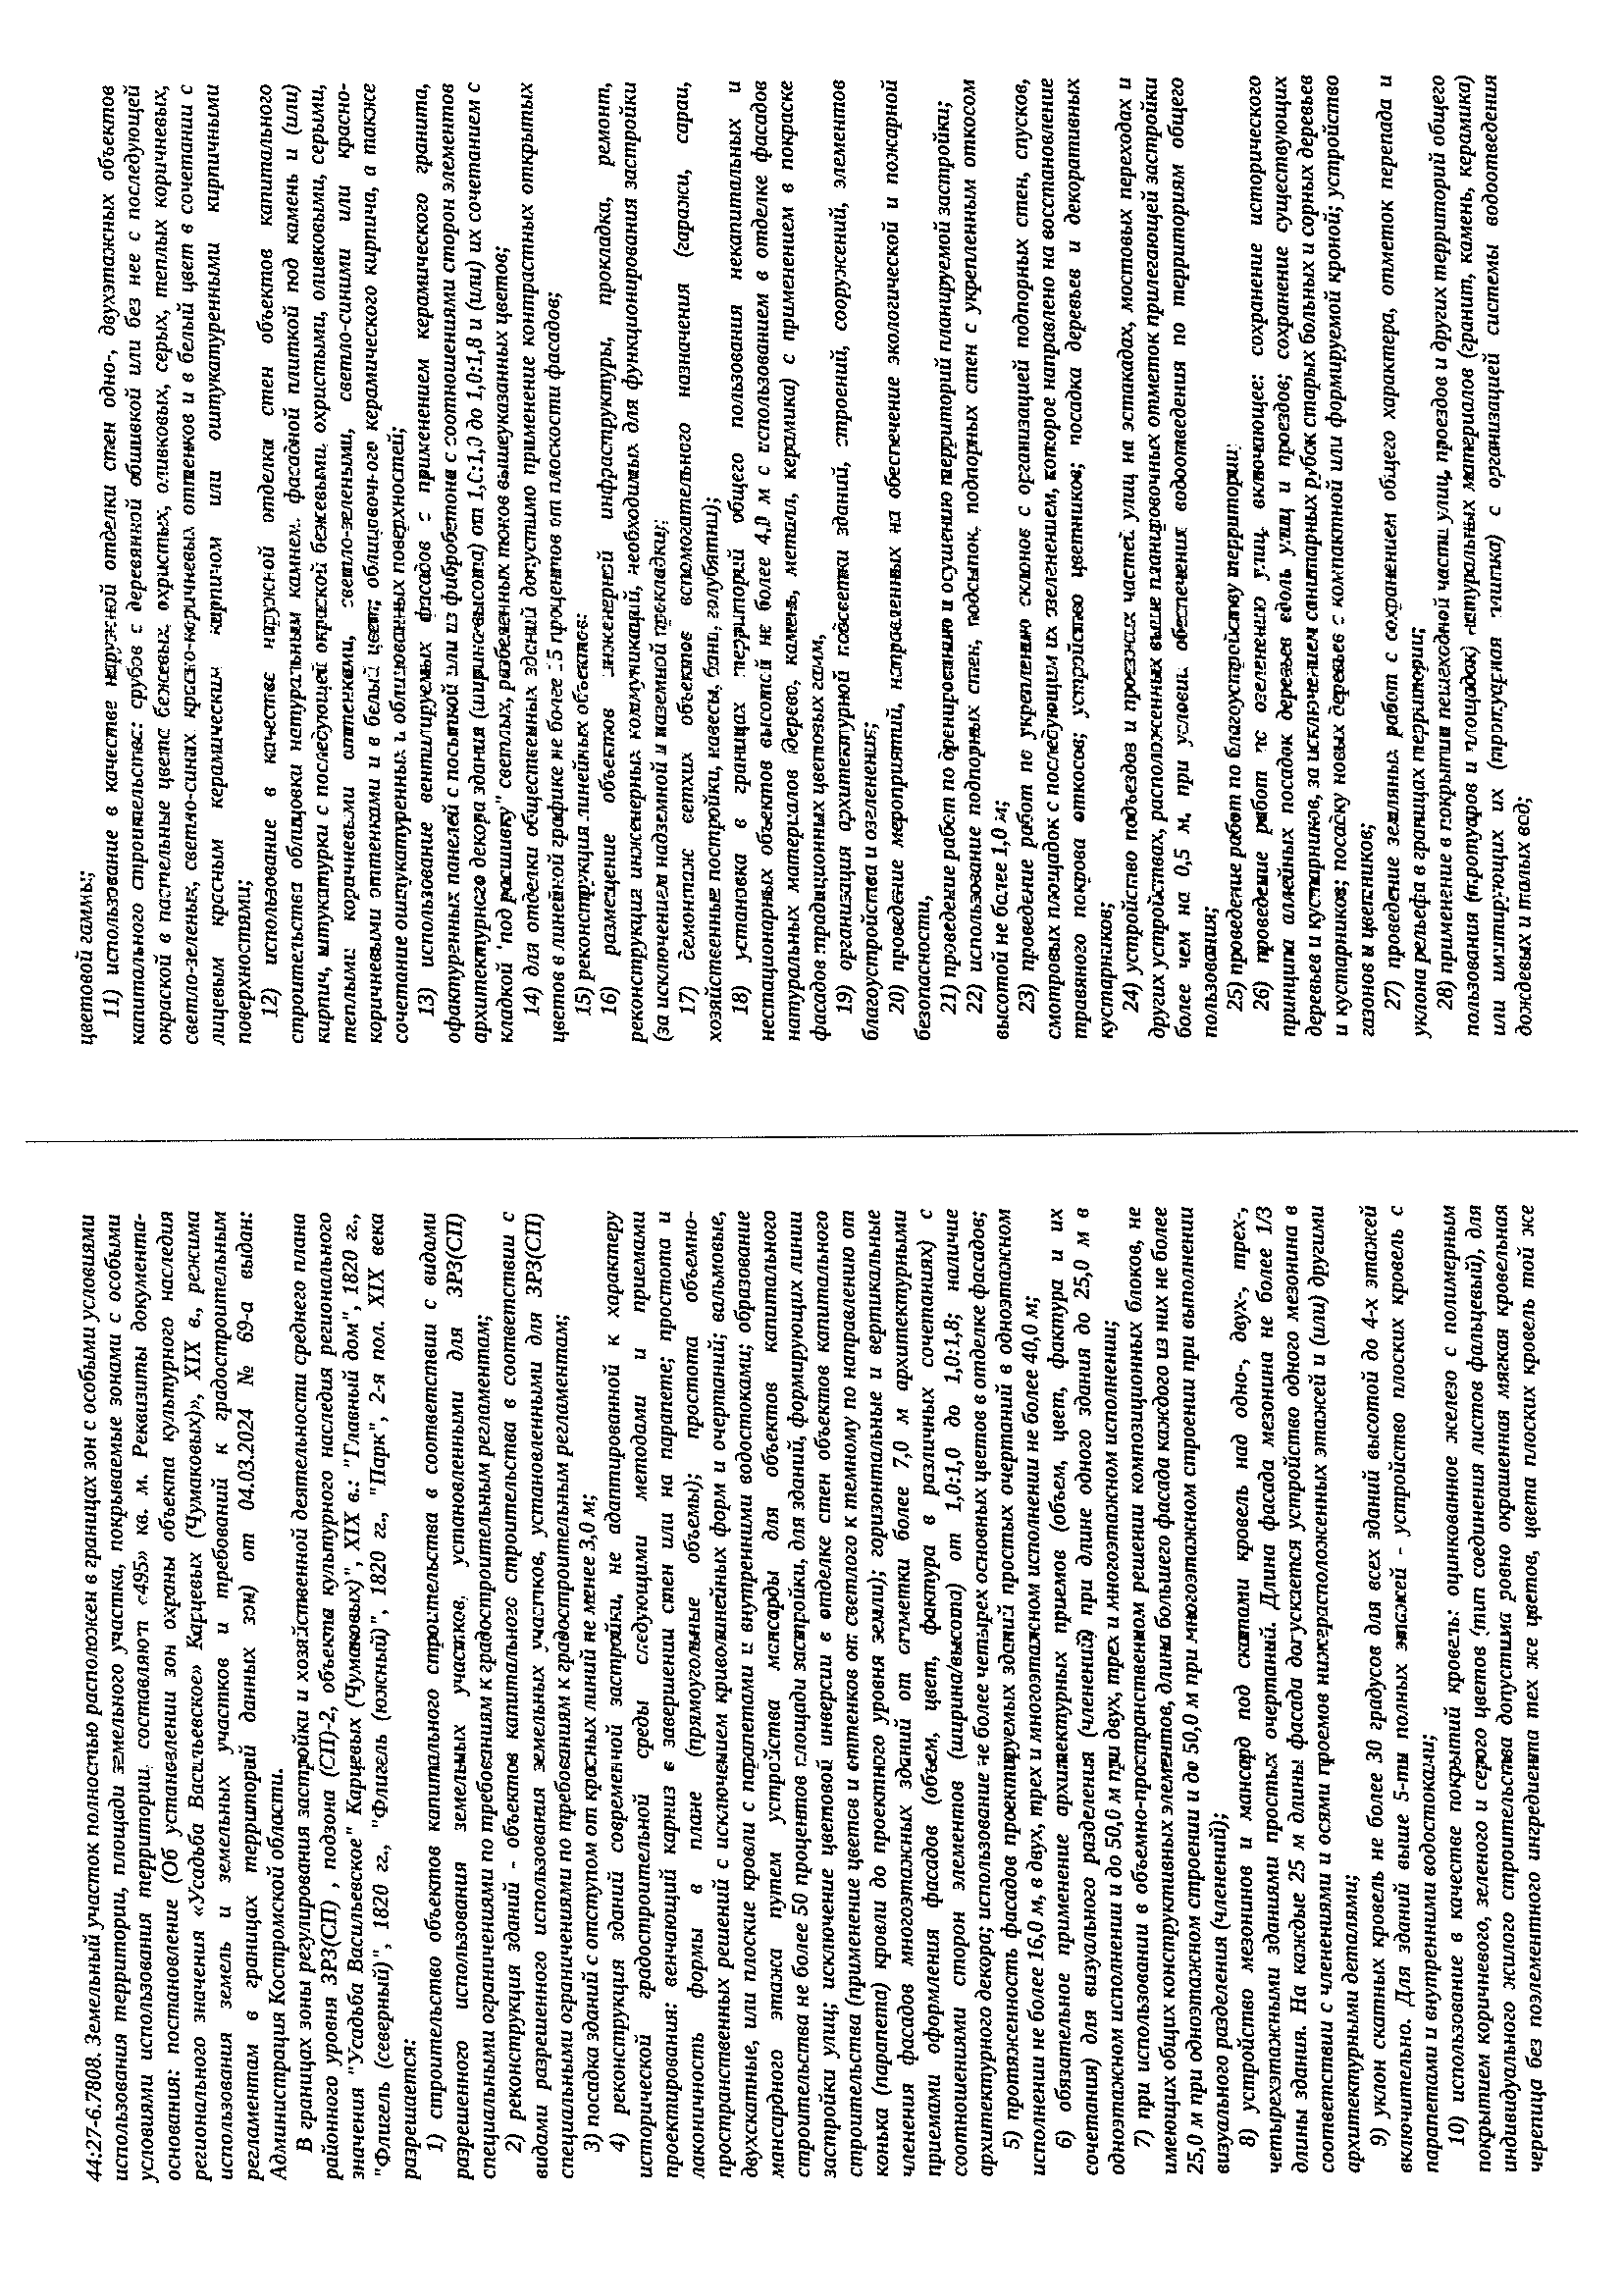 44:27-6.7808. Земельный участок полностью расположен в границах зон с особыми условиями
использования территории, площади земельного участка, покрываемые зонами с особыми
условиями использования территории, составляют «495» кв. м. Реквизиты документа-
основания: постановление (Об установлении зон охраны объекта культурного наследия
регионального значения «Усадьба Васильевское» Карцевых (Чумаковых)», XIX в., режима
использования земель и земельных участков и требований к градостроительным
регламентам в границах территорий данных зон) от 04.03.2024 № 69-а выдан:
Администрация Костромской области.
В границах зоны регулирования застройки и хозяйственной деятельности среднего плана
районного уровня ЗРЗ(СП) , подзона (СП)-2, объекта культурного наследия регионального
значения "Усадьба Васильевское" Карцевых (Чумаковых)", XIX в.: "Главный дом", 1820 гг.,
"Флигель (северный)", 1820 гг., "Флигель (южный)", 1820 гг., "Парк", 2-я пол. XIX века
разрешается:
1) строительство объектов капитального строительства в соответствии с видами
разрешенного использования земельных участков, установленными для ЗРЗ(СП)
специальными ограничениями по требованиям к градостроительным регламентам;
2) реконструкция зданий - объектов капитального строительства в соответствии с
видами разрешенного использования земельных участков, установленными для ЗРЗ(СП)
специальными ограничениями по требованиям к градостроительным регламентам;
3) посадка зданий с отступом от красных линий не менее 3,0 м;
4) реконструкция зданий современной застройки, не адаптированной к характеру
исторической градостроительной среды следующими методами и приемами
проектирования: венчающий карниз в завершении стен или на парапете; простота и
лаконичность формы в плане (прямоугольные объемы); простота объемно-
пространственных решений с исключением криволинейных форм и очертаний; вальмовые,
двухскатные, или плоские кровли с парапетами и внутренними водостоками; образование
мансардного этажа путем устройства мансарды для объектов капитального
строительства не более 50 процентов площади застройки, для зданий, формирующих линии
застройки улиц; исключение цветовой инверсии в отделке стен объектов капитального
строительства (применение цветов и оттенков от светлого к темному по направлению от
конька (парапета) кровли до проектного уровня земли); горизонтальные и вертикальные
членения фасадов многоэтажных зданий от отметки более 7,0 м архитектурными
приемами оформления фасадов (объем, цвет, фактура в различных сочетаниях) с
соотношениями сторон элементов (ширина/высота) от 1,0:1,0 до 1,0:1,8; наличие
архитектурного декора; использование не более четырех основных цветов в отделке фасадов;
5) протяженность фасадов проектируемых зданий простых очертаний в одноэтажном
исполнении не более 16,0 м, в двух, трех и многоэтажном исполнении не более 40,0 м;
6) обязательное применение архитектурных приемов (объем, цвет, фактура и их
сочетания) для визуального разделения (членений) при длине одного здания до 25,0 м в
одноэтажном исполнении и до 50,0 м при двух, трех и многоэтажном исполнении;
7) при использовании в объемно-пространственном решении композиционных блоков, не
имеющих общих конструктивных элементов, длина большего фасада каждого из них не более
25,0 м при одноэтажном строении и до 50,0 м при многоэтажном строении при выполнении
визуального разделения (членений);
8) устройство мезонинов и мансард под скатами кровель над одно-, двух-, трех-,
четырехэтажными зданиями простых очертаний. Длина фасада мезонина не более 1/3
длины здания. На каждые 25 м длины фасада допускается устройство одного мезонина в
соответствии с членениями и осями проемов нижерасположенных этажей и (или) другими
архитектурными деталями;
9) уклон скатных кровель не более 30 градусов для всех зданий высотой до 4-х этажей
включительно. Для зданий выше 5-ти полных этажей - устройство плоских кровель с
парапетами и внутренними водостоками;
10) использование в качестве покрытий кровель: оцинкованное железо с полимерным
покрытием коричневого, зеленого и серого цветов (тип соединения листов фальцевый), для
индивидуального жилого строительства допустима ровно окрашенная мягкая кровельная
черепица без поэлементного ингредиента тех же цветов, цвета плоских кровель той же
цветовой гаммы;
11) использование в качестве наружной отделки стен одно-, двухэтажных объектов
капитального строительства: срубов с деревянной обшивкой или без нее с последующей
окраской в пастельные цвета бежевых, охристых, оливковых, серых, теплых коричневых,
светло-зеленых, светло-синих красно-коричневых оттенков и в белый цвет в сочетании с
лицевым красным керамическим кирпичом или оштукатуренными кирпичными
поверхностями;
12) использование в качестве наружной отделки стен объектов капитального
строительства облицовки натуральным камнем, фасадной плиткой под камень и (или)
кирпич, штукатурки с последующей окраской бежевыми, охристыми, оливковыми, серыми,
теплыми коричневыми оттенками, светло-зелеными, светло-синими или красно-
коричневыми оттенками и в белый цвет; облицовочного керамического кирпича, а также
сочетание оштукатуренных и облицованных поверхностей;
13) использование вентилируемых фасадов с применением керамического гранита,
офактуренных панелей с посыпкой или из фибробетона с соотношениями сторон элементов
архитектурного декора здания (ширина/высота) от 1,0:1,0 до 1,0:1,8 и (или) их сочетанием с
кладкой "под расшивку" светлых, разбеленных тонов вышеуказанных цветов;
14) для отделки общественных зданий допустимо применение контрастных открытых
цветов в линейной графике не более 15 процентов от плоскости фасадов;
15) реконструкция линейных объектов;
16) размещение объектов инженерной инфраструктуры, прокладка, ремонт,
реконструкция инженерных коммуникаций, необходимых для функционирования застройки
(за исключением надземной и наземной прокладки);
17) демонтаж ветхих объектов вспомогательного назначения (гаражи, сараи,
хозяйственные постройки, навесы, бани, голубятни);
18) установка в границах территорий общего пользования некапитальных и
нестационарных объектов высотой не более 4,0 м с использованием в отделке фасадов
натуральных материалов (дерево, камень, металл, керамика) с применением в покраске
фасадов традиционных цветовых гамм,
19) организация архитектурной подсветки зданий, строений, сооружений, элементов
благоустройства и озеленения;
20) проведение мероприятий, направленных на обеспечение экологической и пожарной
безопасности,
21) проведение работ по дренированию и осушению территорий планируемой застройки;
22) использование подпорных стен, подсыпок, подпорных стен с укрепленным откосом
высотой не более 1,0 м;
23) проведение работ по укреплению склонов с организацией подпорных стен, спусков,
смотровых площадок с последующим их озеленением, которое направлено на восстановление
травяного покрова откосов; устройство цветников; посадка деревьев и декоративных
кустарников;
24) устройство подъездов и проезжих частей улиц на эстакадах, мостовых переходах и
других устройствах, расположенных выше планировочных отметок прилегающей застройки
более чем на 0,5 м, при условии обеспечения водоотведения по территориям общего
пользования;
25) проведение работ по благоустройству территории;
26) проведение работ по озеленению улиц, включающее: сохранение исторического
принципа аллейных посадок деревьев вдоль улиц и проездов; сохранение существующих
деревьев и кустарников, за исключением санитарных рубок старых больных и сорных деревьев
и кустарников; посадку новых деревьев с компактной или формируемой кроной; устройство
газонов и цветников;
27) проведение земляных работ с сохранением общего характера, отметок перепада и
уклона рельефа в границах территории;
28) применение в покрытии пешеходной части улиц, проездов и других территорий общего
пользования (тротуаров и площадок) натуральных материалов (гранит, камень, керамика)
или имитирующих их (тротуарная плитка) с организацией системы водоотведения
дождевых и талых вод;